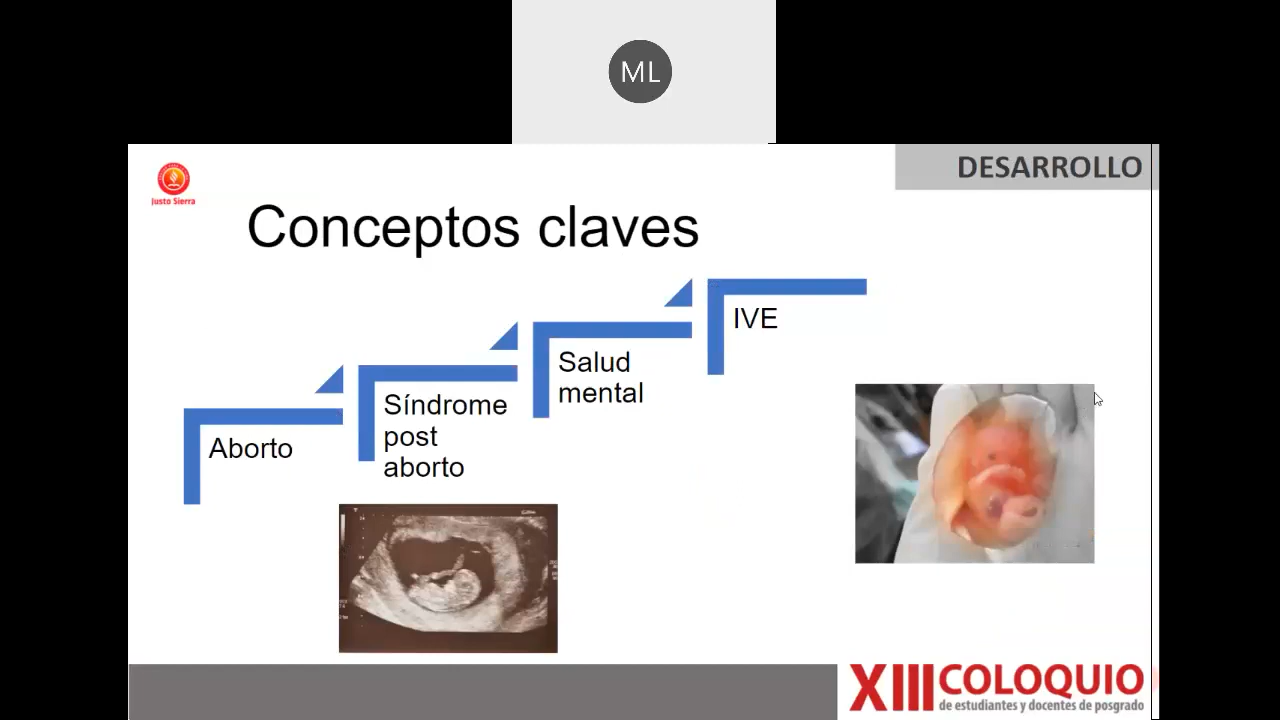 ML
DESARROLLO
Justo Sierra
Conceptos claves
IVE
Salud
mental
Síndrome
post
aborto
Aborto
XIII COLOQUIO
de estudiantes y docentes de posgrado